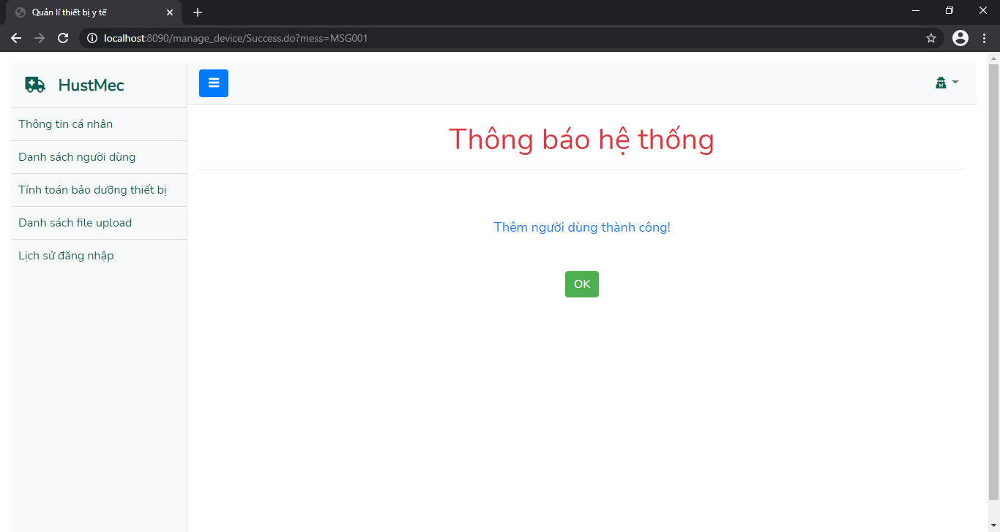 Quản lí thiết bị y tế
localhost:8090/manage_device/Success.do?mess=MSG001
HustMec
Thông tin cá nhân
Danh sách người dùng
Tính toán bảo dưỡng thiết bị
Danh sách file upload
Lịch sử đăng nhập
Thông báo hệ thống
Thêm người dùng thành công!
OK